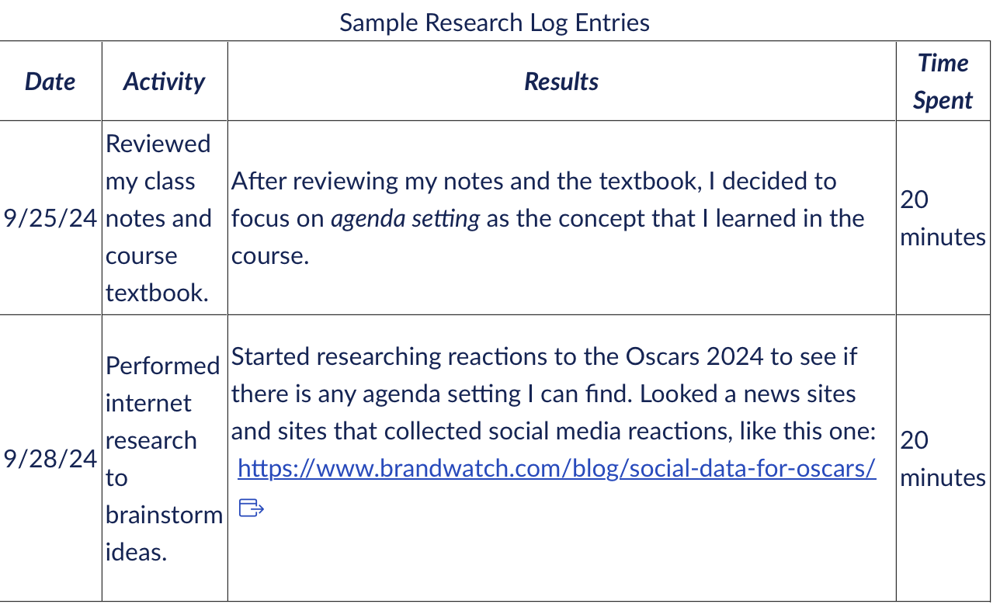 Sample Research Log Entries
Date
Activity
Results
Time
Spent
9/25/24
Reviewed
my class
notes and
course
textbook.
After reviewing my notes and the textbook, I decided to
focus on agenda setting as the concept that I learned in the
course.
20
minutes
9/28/24
Performed
internet
research
to
brainstorm
ideas.
Started researching reactions to the Oscars 2024 to see if
there is any agenda setting I can find. Looked a news sites
and sites that collected social media reactions, like this one:
https://www.brandwatch.com/blog/social-data-for-oscars/
20
minutes